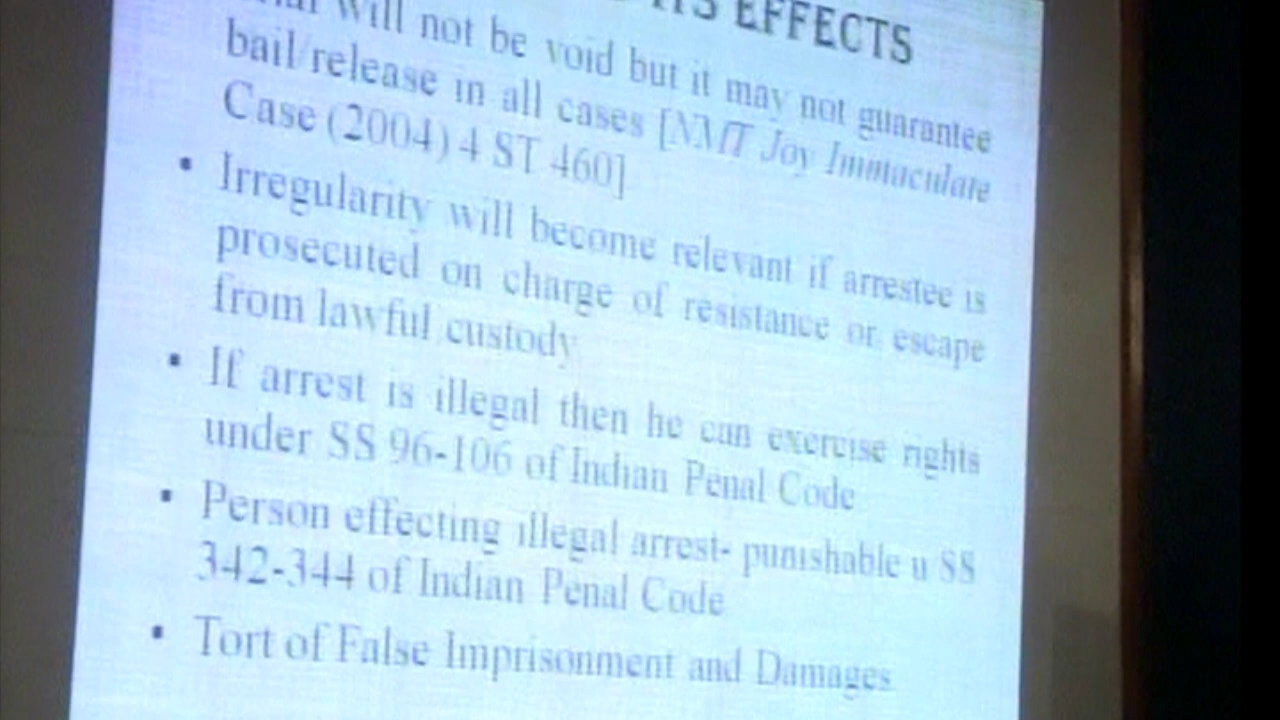 ITS EFFECTS
will not be void but it may not guarantee
bail/release in all cases [NMT Joy Immaculate
Case (2004) 4 ST 460]
• Irregularity will become relevant if arrestee is
prosecuted on charge of resistance or escape
from lawful custody
• If arrest is illegal then he can exercise rights
under SS 96-106 of Indian Penal Code
• Person effecting illegal arrest- punishable u SS
342-344 of Indian Penal Code
• Tort of False Imprisonment and Damages